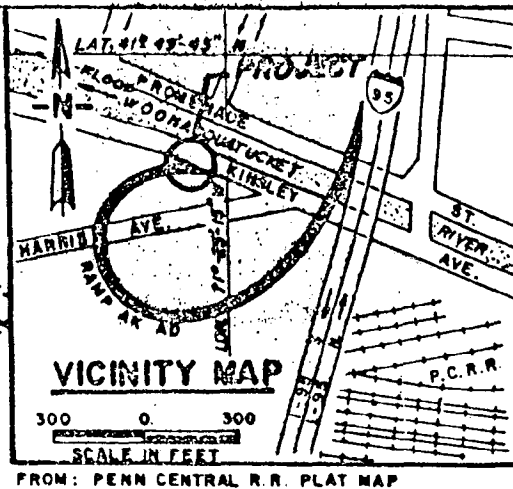 LAT. 41° 49'-45" N
PROJECT
95
FLOOD
PROMENADE
WOONASQUATUCKET
KINSLEY
ST.
RIVER
AVE.
HARRIS AVE.
RAMP AK AD
-N-
I-95
P.C.R.R.
VICINITY MAP
300 0 300
SCALE IN FEET
FROM: PENN CENTRAL R.R. PLAT MAP